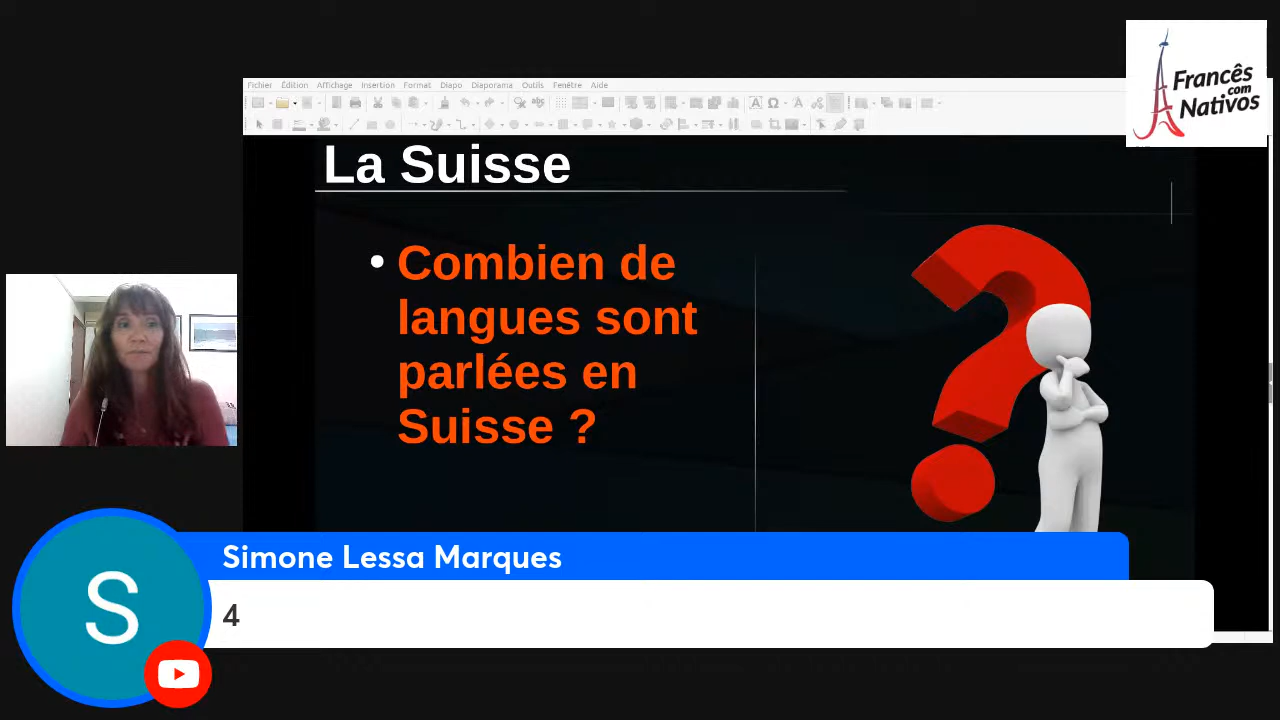 Francês
com
Nativos
Fichier Édition Affichage Insertion Format Diapo Diaporama Outils Fenêtre Aide
La Suisse
• Combien de
langues sont
parlées en
Suisse ?
S
Simone Lessa Marques
4